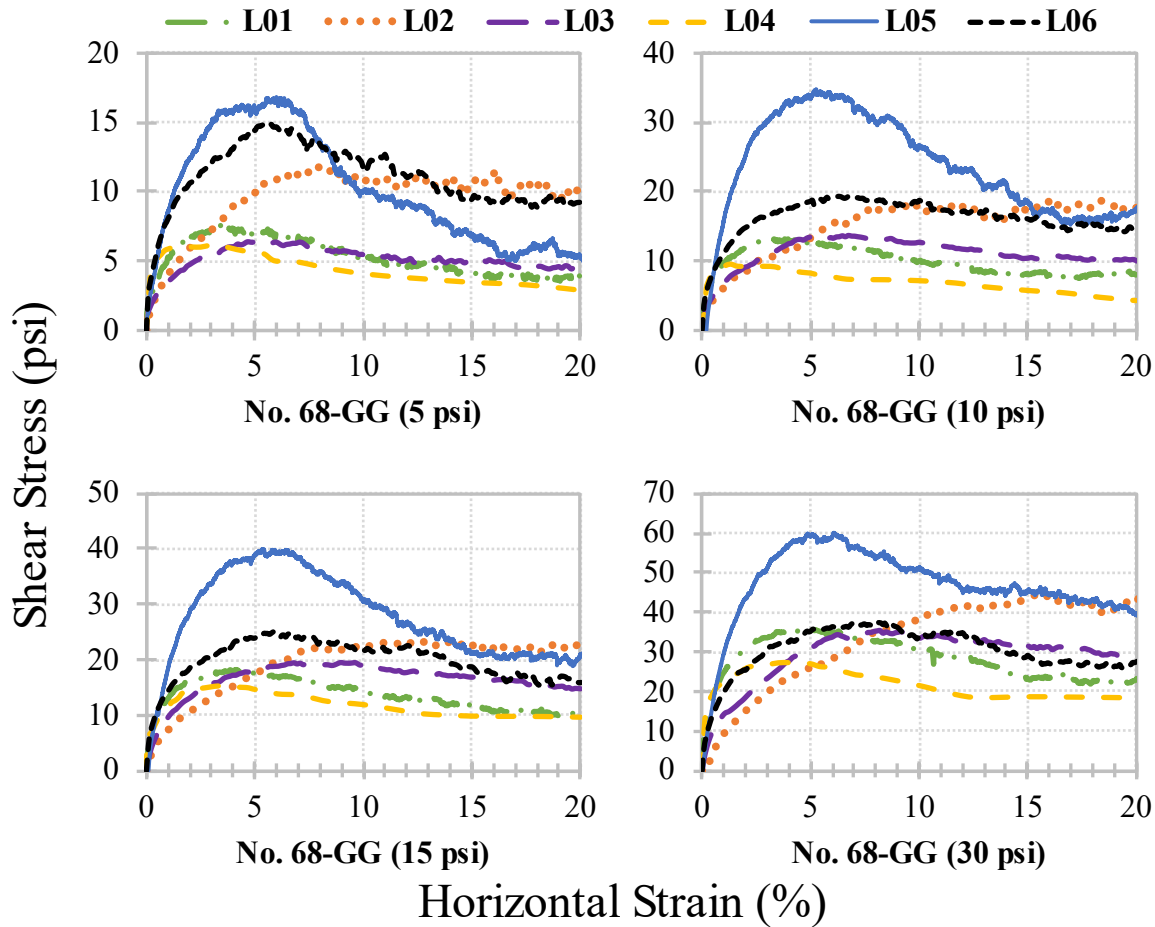 L01 L02 L03 L04 L05 L06
Shear Stress (psi)
20
15
10
5
0
0 5 10 15 20
No. 68-GG (5 psi)
40
30
20
10
0
0 5 10 15 20
No. 68-GG (10 psi)
50
40
30
20
10
0
0 5 10 15 20
No. 68-GG (15 psi)
70
60
50
40
30
20
10
0
0 5 10 15 20
No. 68-GG (30 psi)
Horizontal Strain (%)